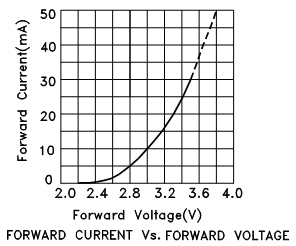 50
40
30
20
10
0
Forward Current(mA)
2.0 2.4 2.8 3.2 3.6 4.0
Forward Voltage(V)
FORWARD CURRENT Vs. FORWARD VOLTAGE